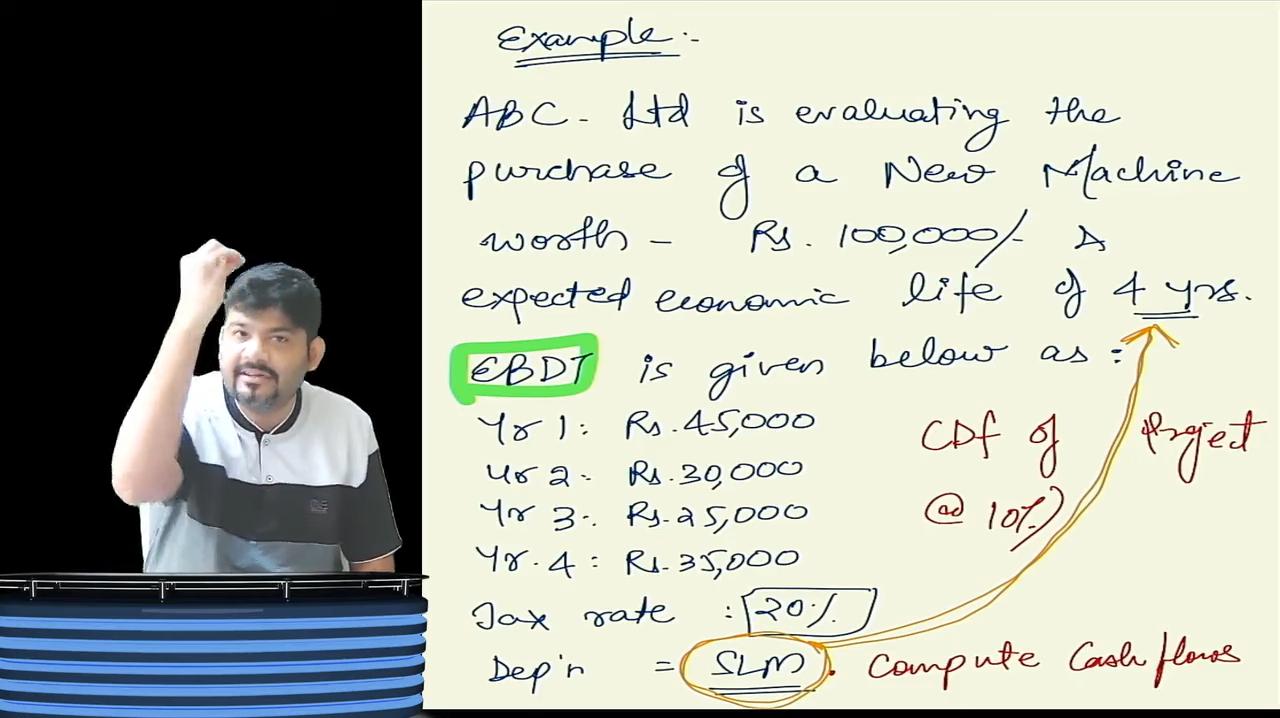 Example:-
ABC- Ltd is evaluating the
purchase of a New Machine
worth - Rs. 100,000/- &
expected economic life of 4 yrs.
EBDT is given below as:
Yr 1: Rs. 45,000
Yr 2- Rs. 30,000
Yr 3-. Rs. 25,000
Yr. 4: Rs. 35,000
CDf of Project
@ 10%)
Tax rate : 20%
Dep'n = SLM. Compute Cash flows